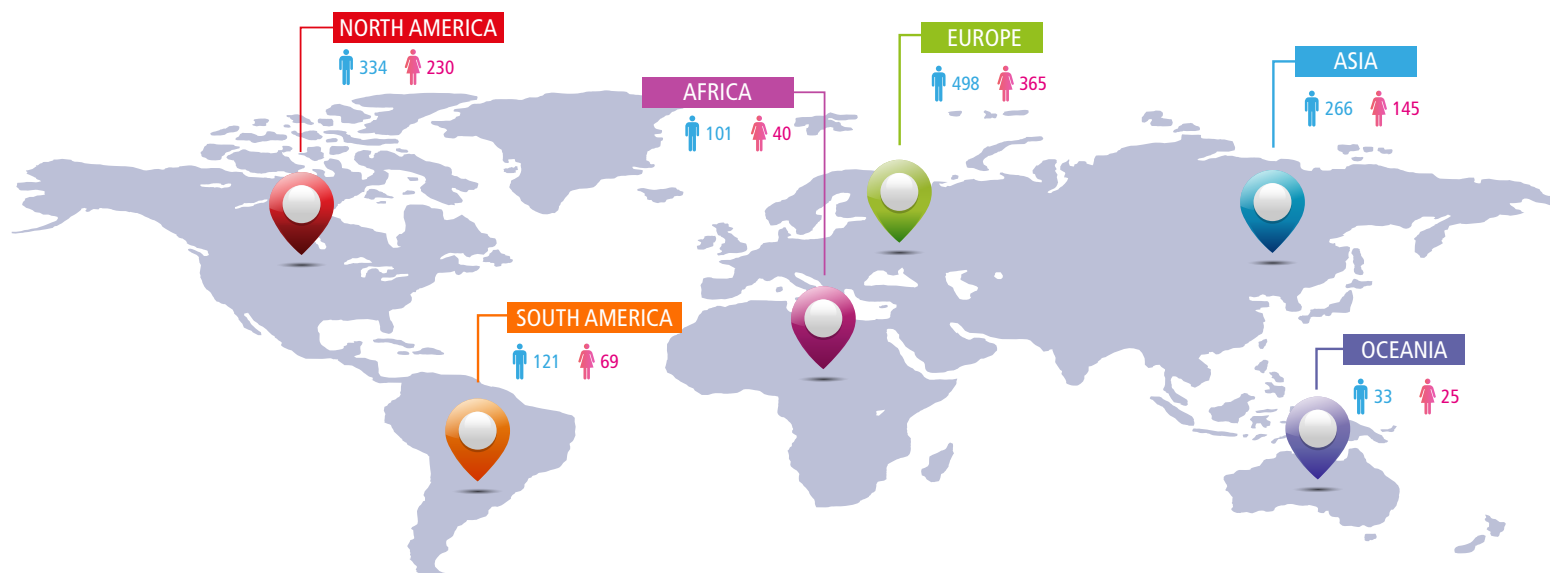 NORTH AMERICA
334 230
EUROPE
498 365
ASIA
266 145
AFRICA
101 40
SOUTH AMERICA
121 69
OCEANIA
33 25